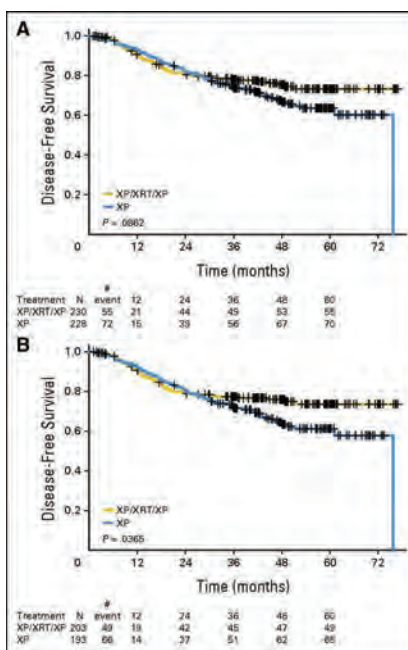 A
1.0
0.8
0.6
0.4
0.2
Disease-Free Survival
XP/XRT/XP
XP
P = .0862
0 12 24 36 48 60 72
Time (months)
#
Treatment N event 12 24 36 48 60
XP/XRT/XP 230 55 21 44 49 53 55
XP 228 72 15 39 56 67 70
B
1.0
0.8
0.6
0.4
0.2
Disease-Free Survival
XP/XRT/XP
XP
P = .0365
0 12 24 36 48 60 72
Time (months)
#
Treatment N event 12 24 36 48 60
XP/XRT/XP 203 49 19 42 45 47 49
XP 193 66 14 37 51 62 65